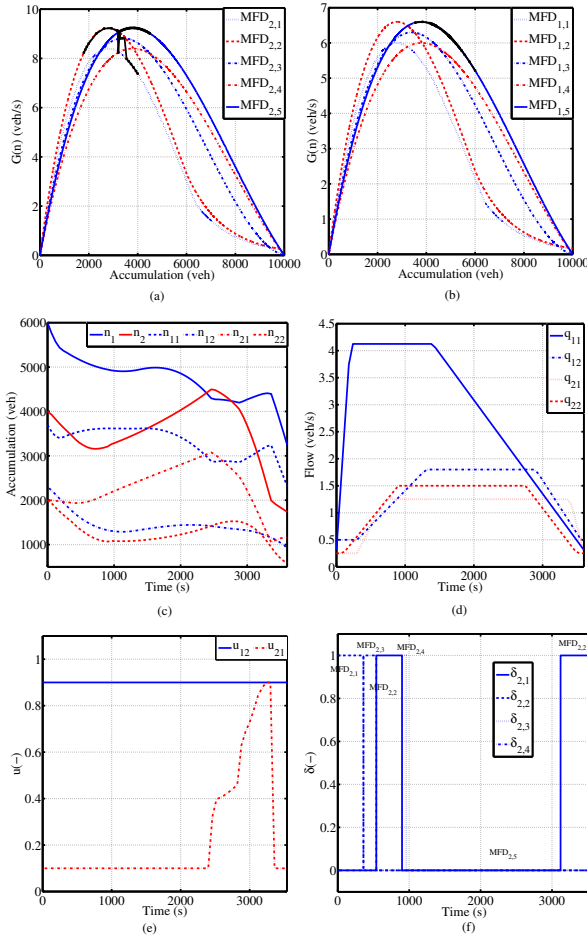 MFD2,1
MFD2,2
MFD2,3
MFD2,4
MFD2,5
G(n) (veh/s)
10
8
6
4
2
0
0 2000 4000 6000 8000 10000
Accumulation (veh)
(a)
MFD1,1
MFD1,2
MFD1,3
MFD1,4
MFD1,5
G(n) (veh/s)
7
6
5
4
3
2
1
0
0 2000 4000 6000 8000 10000
Accumulation (veh)
(b)
n1 n2 n11 n12 n21 n22
Accumulation (veh)
6000
5000
4000
3000
2000
1000
0 1000 2000 3000
Time (s)
(c)
q11
q12
q21
q22
Flow (veh/s)
4.5
4
3.5
3
2.5
2
1.5
1
0.5
0
0 1000 2000 3000
Time (s)
(d)
u12 u21
u(−)
1
0.8
0.6
0.4
0.2
0
0 1000 2000 3000
Time (s)
(e)
MFD2,3
MFD2,4
MFD2,2
MFD2,1
MFD2,2
δ2,1
δ2,2
δ2,3
δ2,4
MFD2,5
δ(−)
1
0.8
0.6
0.4
0.2
0
0 1000 2000 3000
Time (s)
(f)